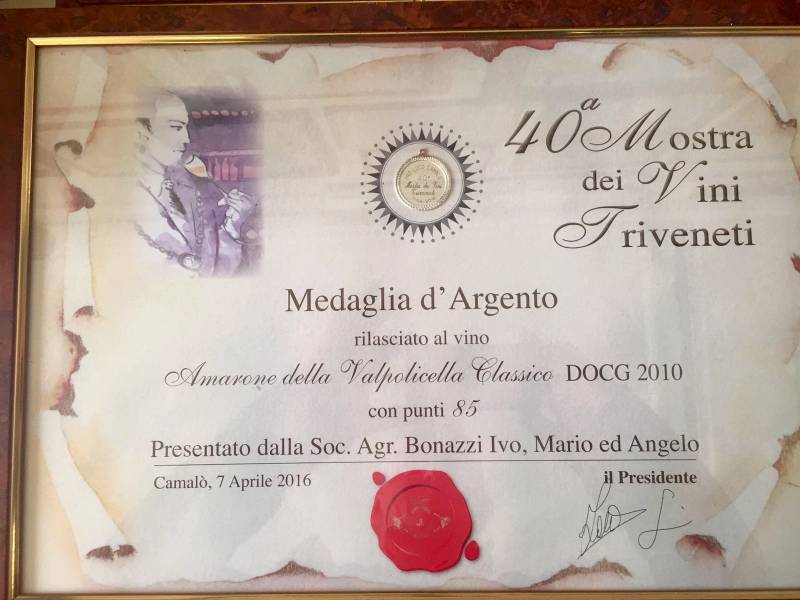 40a Mostra
dei Vini
Triveneti
Medaglia d'Argento
rilasciato al vino
Amarone della Valpolicella Classico DOCG 2010
con punti 85
Presentato dalla Soc. Agr. Bonazzi Ivo, Mario ed Angelo
Camalò, 7 Aprile 2016
il Presidente